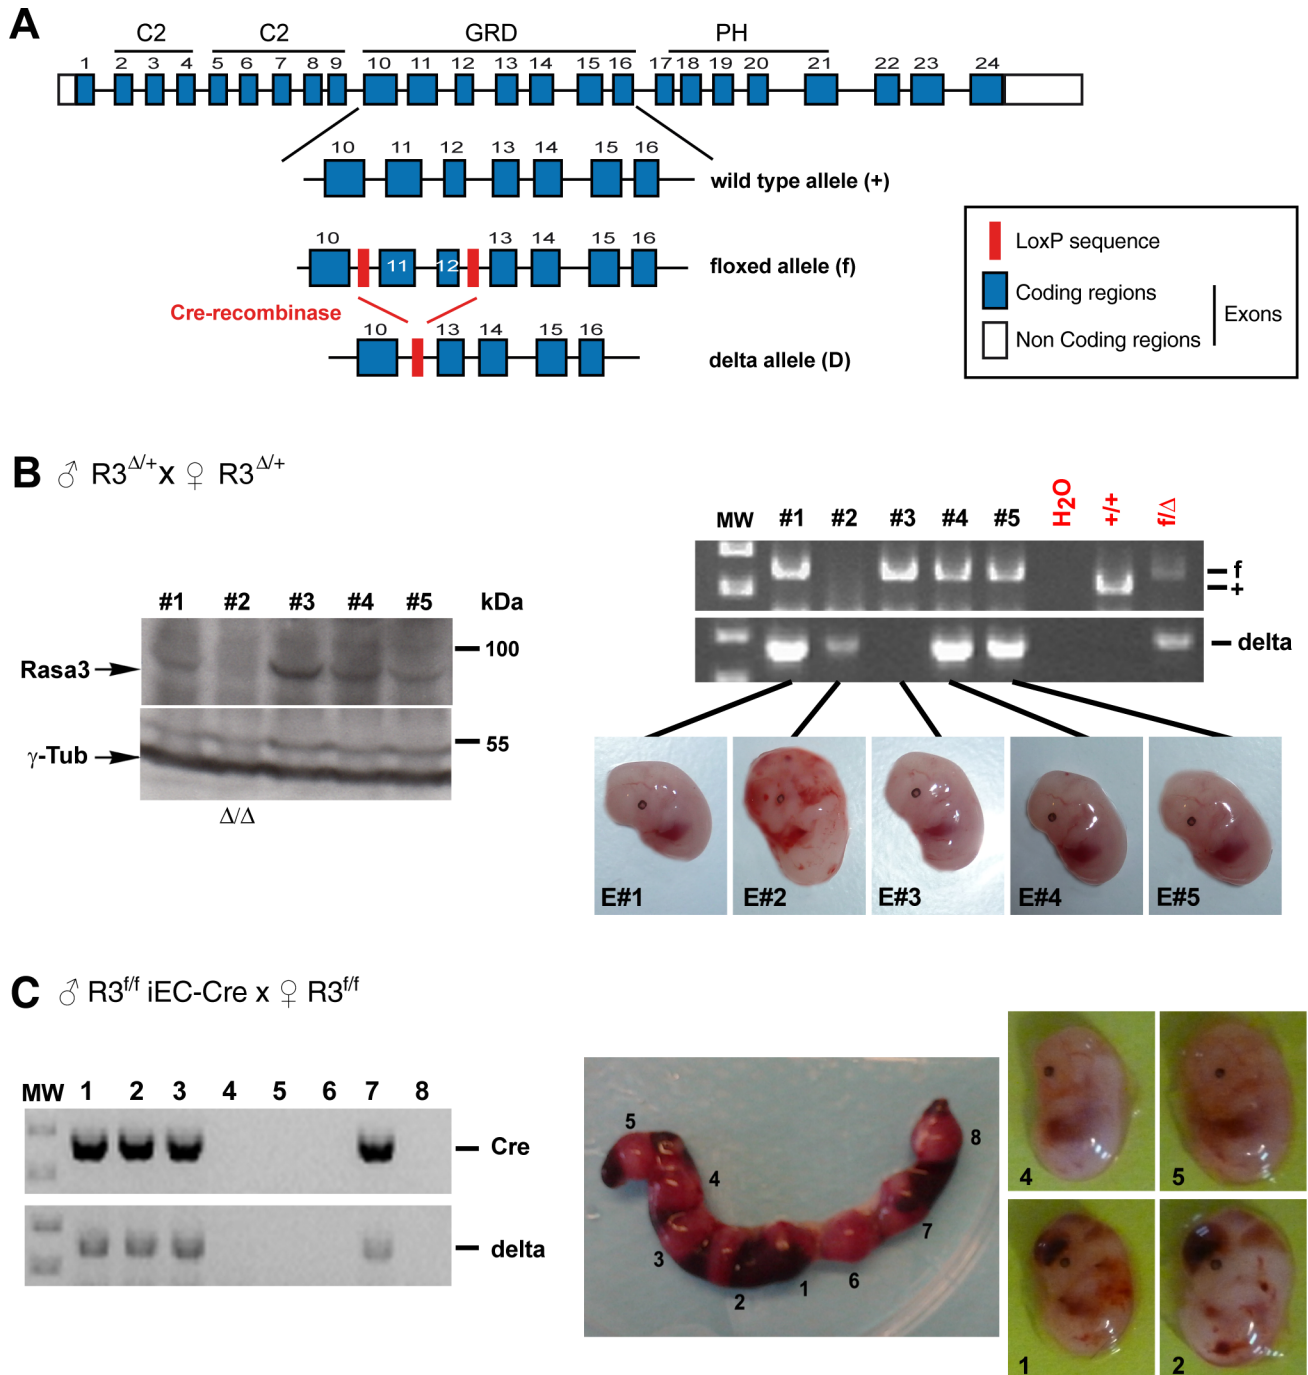 A
C2 C2 GRD PH
1 2 3 4 5 6 7 8 9 10 11 12 13 14 15 16 17 18 19 20 21 22 23 24
10 11 12 13 14 15 16
wild type allele (+)
10 11 12 13 14 15 16
floxed allele (f)
Cre-recombinase
10 13 14 15 16
delta allele (D)
LoxP sequence
Coding regions
Non Coding regions
Exons
B ♂ R3Δ/+x ♀ R3Δ/+
#1 #2 #3 #4 #5 kDa
Rasa3
100
γ-Tub
55
Δ/Δ
MW #1 #2 #3 #4 #5 H2O +/+ f/Δ
f
+
delta
E#1 E#2 E#3 E#4 E#5
C ♂ R3f/f iEC-Cre x ♀ R3f/f
MW 1 2 3 4 5 6 7 8
Cre
delta
5
4
3
2
1
6
7
8
4 5
1 2